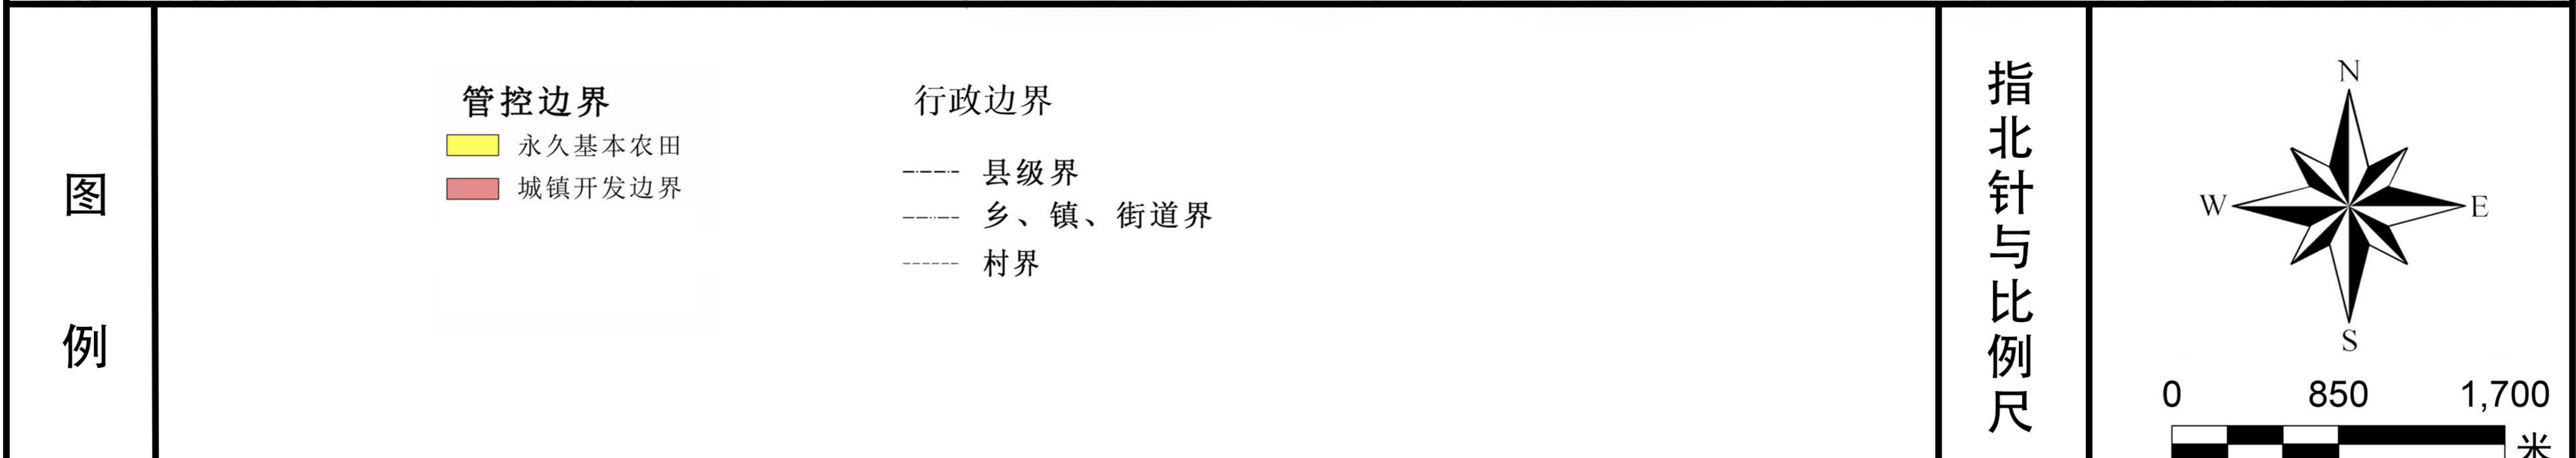 图例
管控边界
永久基本农田
城镇开发边界
行政边界
县级界
乡、镇、街道界
村界
指北针与比例尺
N
W
E
S
0 850 1,700
米